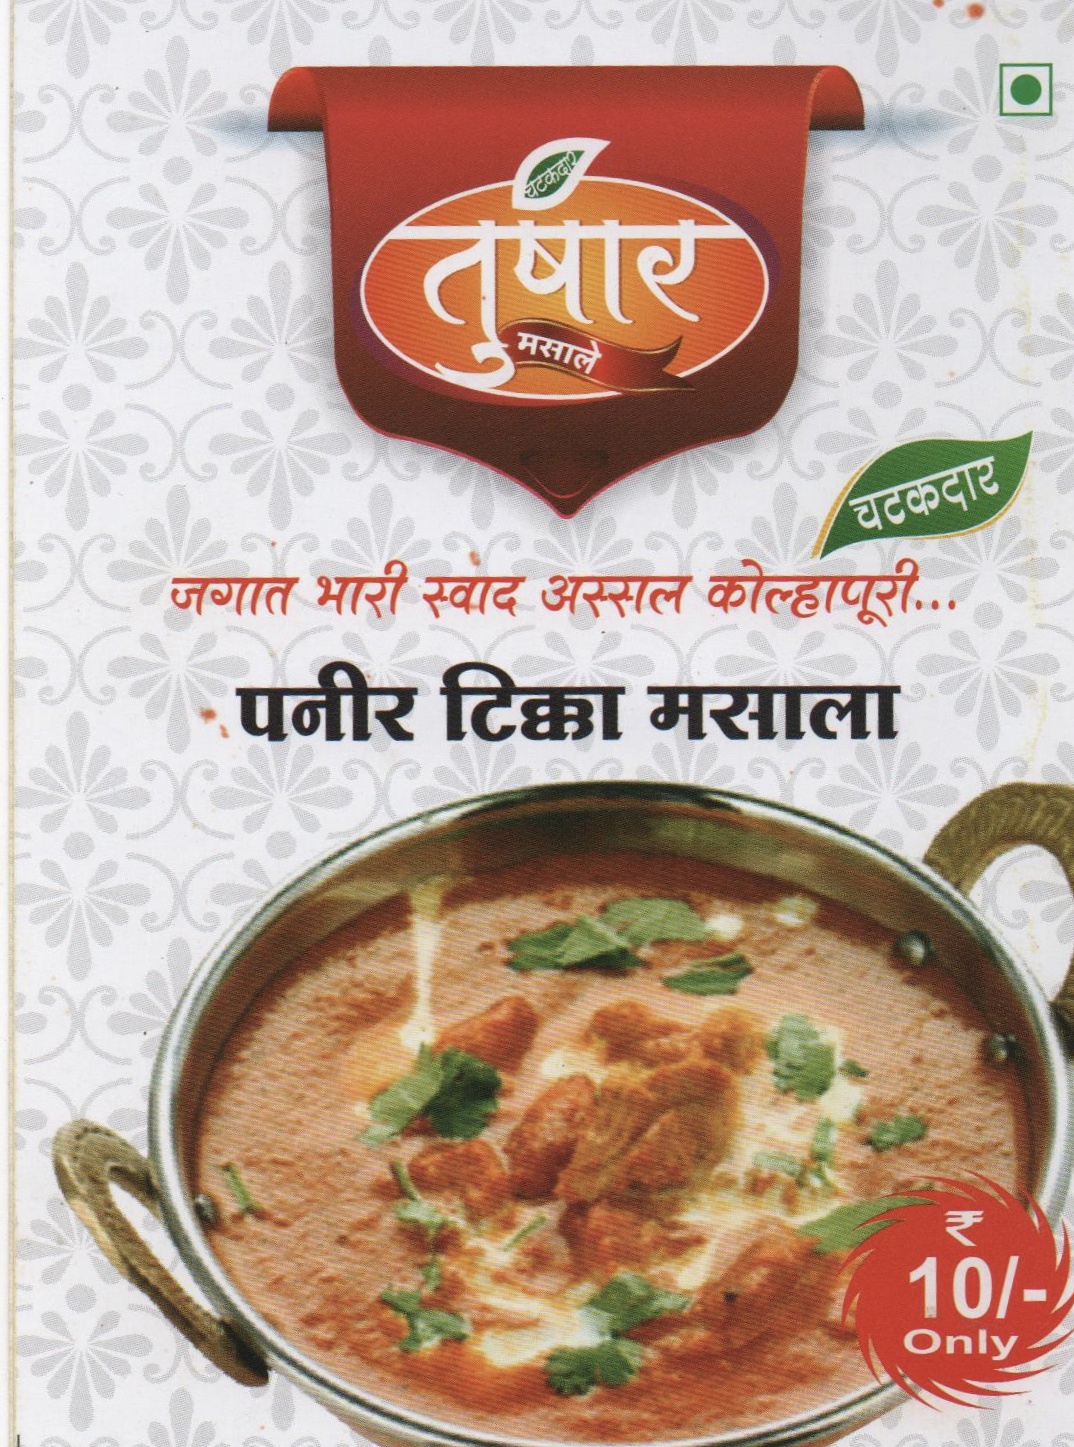 चटकदार
तुषार
मसाले
चटकदार
जगात भारी स्वाद अस्सल कोल्हापूरी...
पनीर टिक्का मसाला
₹
10/-
Only